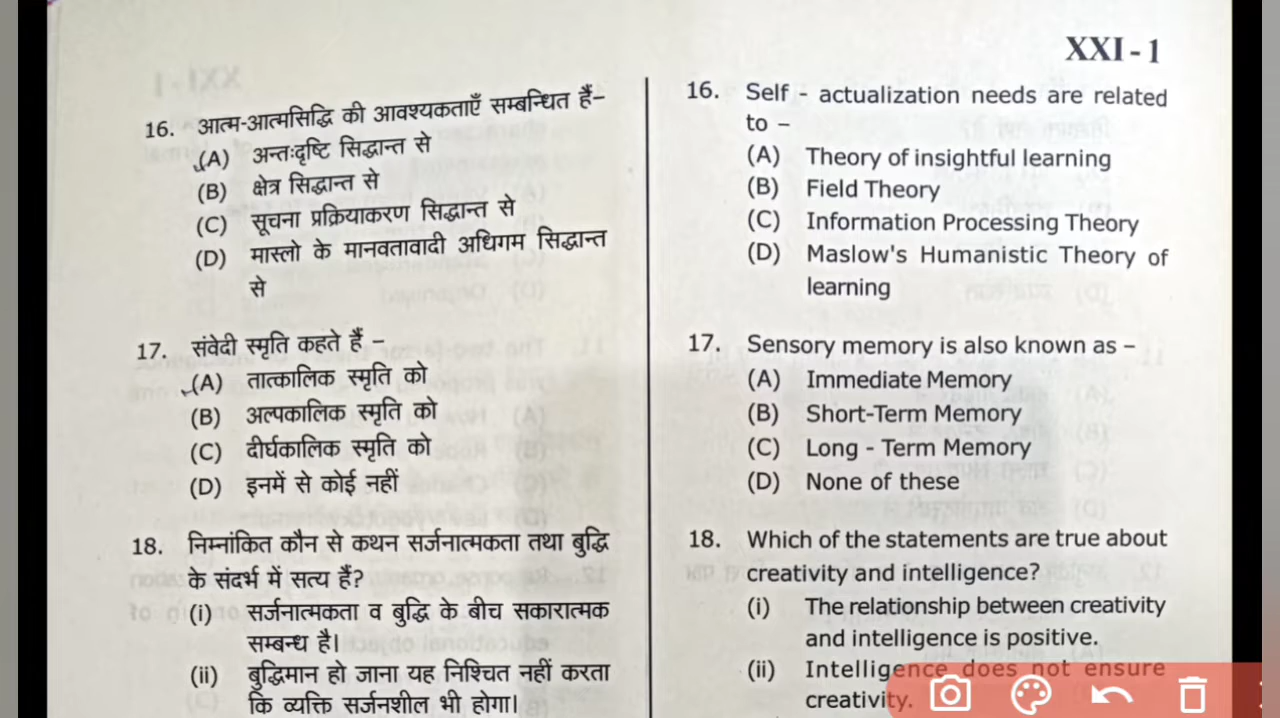 XXI - 1
16. आत्म-आत्मसिद्धि की आवश्यकताएँ सम्बन्धित हैं–
(A) अन्तःदृष्टि सिद्धान्त से
(B) क्षेत्र सिद्धान्त से
(C) सूचना प्रक्रियाकरण सिद्धान्त से
(D) मास्लो के मानवतावादी अधिगम सिद्धान्त
से
17. संवेदी स्मृति कहते हैं –
(A) तात्कालिक स्मृति को
(B) अल्पकालिक स्मृति को
(C) दीर्घकालिक स्मृति को
(D) इनमें से कोई नहीं
18. निम्नांकित कौन से कथन सर्जनात्मकता तथा बुद्धि
के संदर्भ में सत्य हैं?
(i) सर्जनात्मकता व बुद्धि के बीच सकारात्मक
सम्बन्ध है।
(ii) बुद्धिमान हो जाना यह निश्चित नहीं करता
कि व्यक्ति सर्जनशील भी होगा।
16. Self - actualization needs are related
to –
(A) Theory of insightful learning
(B) Field Theory
(C) Information Processing Theory
(D) Maslow's Humanistic Theory of
learning
17. Sensory memory is also known as –
(A) Immediate Memory
(B) Short-Term Memory
(C) Long - Term Memory
(D) None of these
18. Which of the statements are true about
creativity and intelligence?
(i) The relationship between creativity
and intelligence is positive.
(ii) Intelligence does not ensure
creativity.